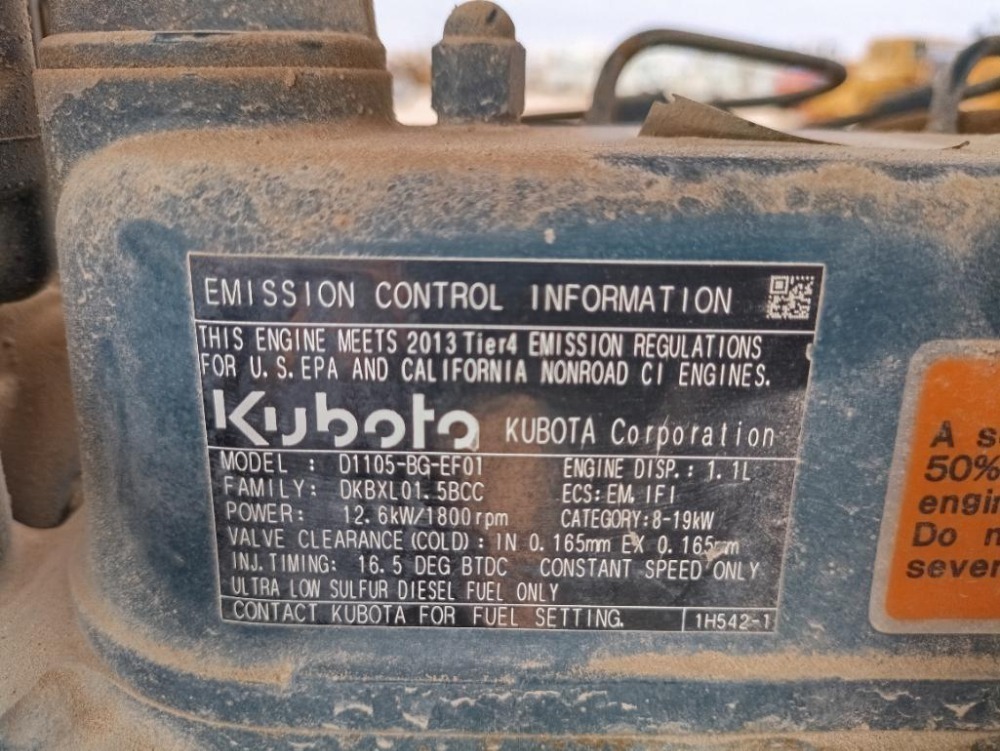 EMISSION CONTROL INFORMATION
THIS ENGINE MEETS 2013 Tier4 EMISSION REGULATIONS
FOR U.S.EPA AND CALIFORNIA NONROAD CI ENGINES.
Kubota KUBOTA Corporation
MODEL : D1105-BG-EF01 ENGINE DISP.: 1.1L
FAMILY: DKBXL01.5BCC ECS: EM, IFI
POWER: 12.6kW/1800rpm CATEGORY:8-19kW
VALVE CLEARANCE (COLD) : IN 0.165mm EX 0.165mm
INJ.TIMING: 16.5 DEG BTDC CONSTANT SPEED ONLY
ULTRA LOW SULFUR DIESEL FUEL ONLY
CONTACT KUBOTA FOR FUEL SETTING. 1H542-1
A s
50%
engin
Do n
sever